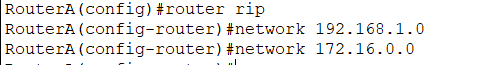 RouterA(config)#router rip
RouterA(config-router)#network 192.168.1.0
RouterA(config-router)#network 172.16.0.0